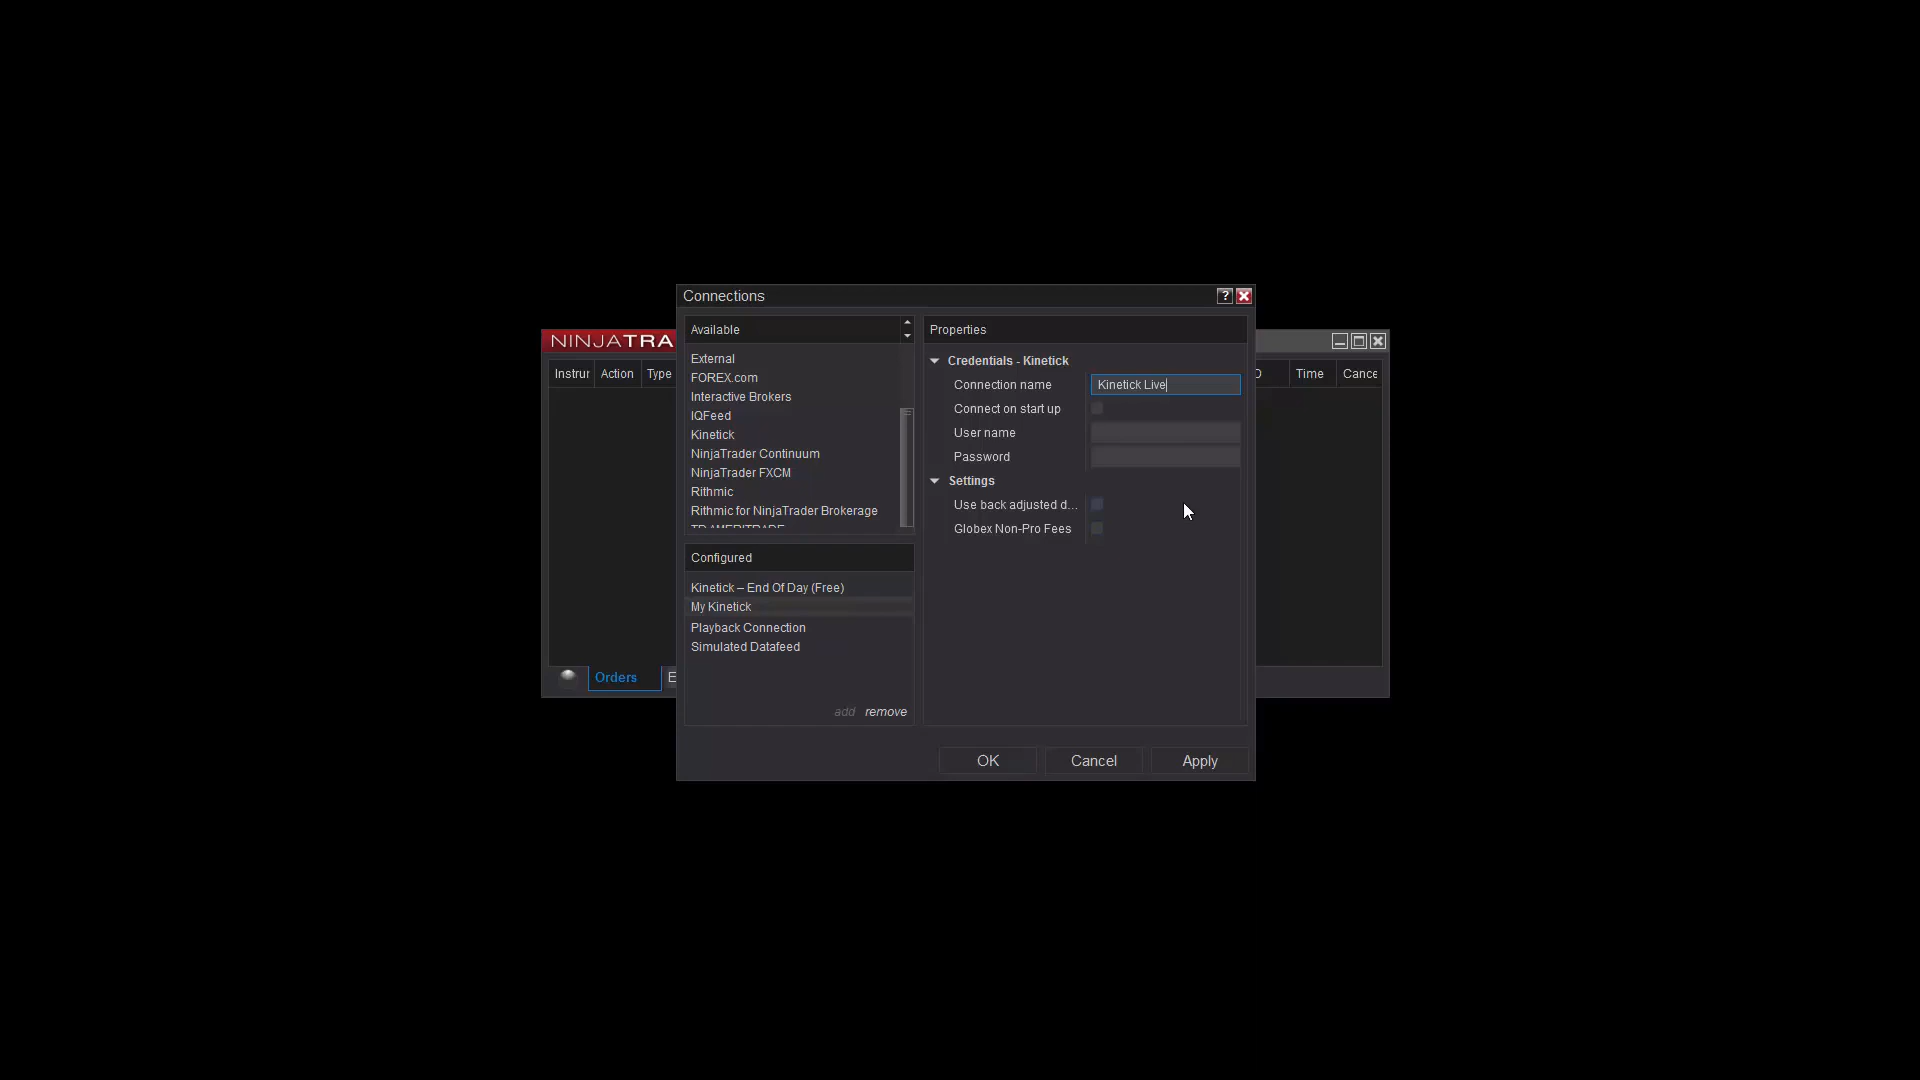 Connections
?
Available
Properties
NINJATRA
External
Credentials - Kinetick
FOREX.com
Instrur Action Type
Time Cance
Connection name Kinetick Live
Interactive Brokers
Connect on start up
IQFeed
User name
Kinetick
Password
NinjaTrader Continuum
NinjaTrader FXCM
Settings
Rithmic
Use back adjusted d...
Rithmic for NinjaTrader Brokerage
Globex Non-Pro Fees
TD AMERITRADE
Configured
Kinetick – End Of Day (Free)
My Kinetick
Playback Connection
Simulated Datafeed
Orders E
add remove
OK Cancel Apply